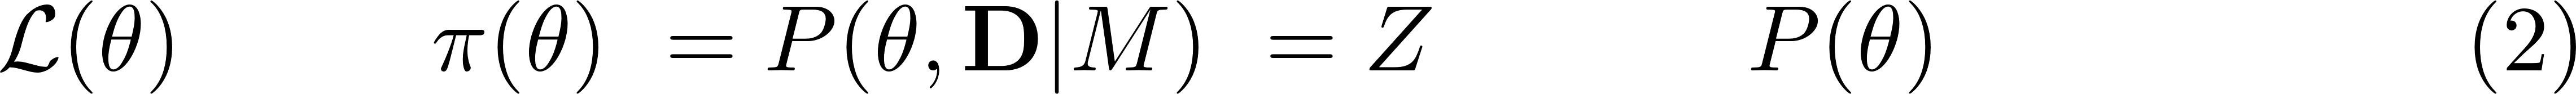 ℒ(θ) π(θ) = P(θ, 𝐃|M) = Z P(θ) (2)